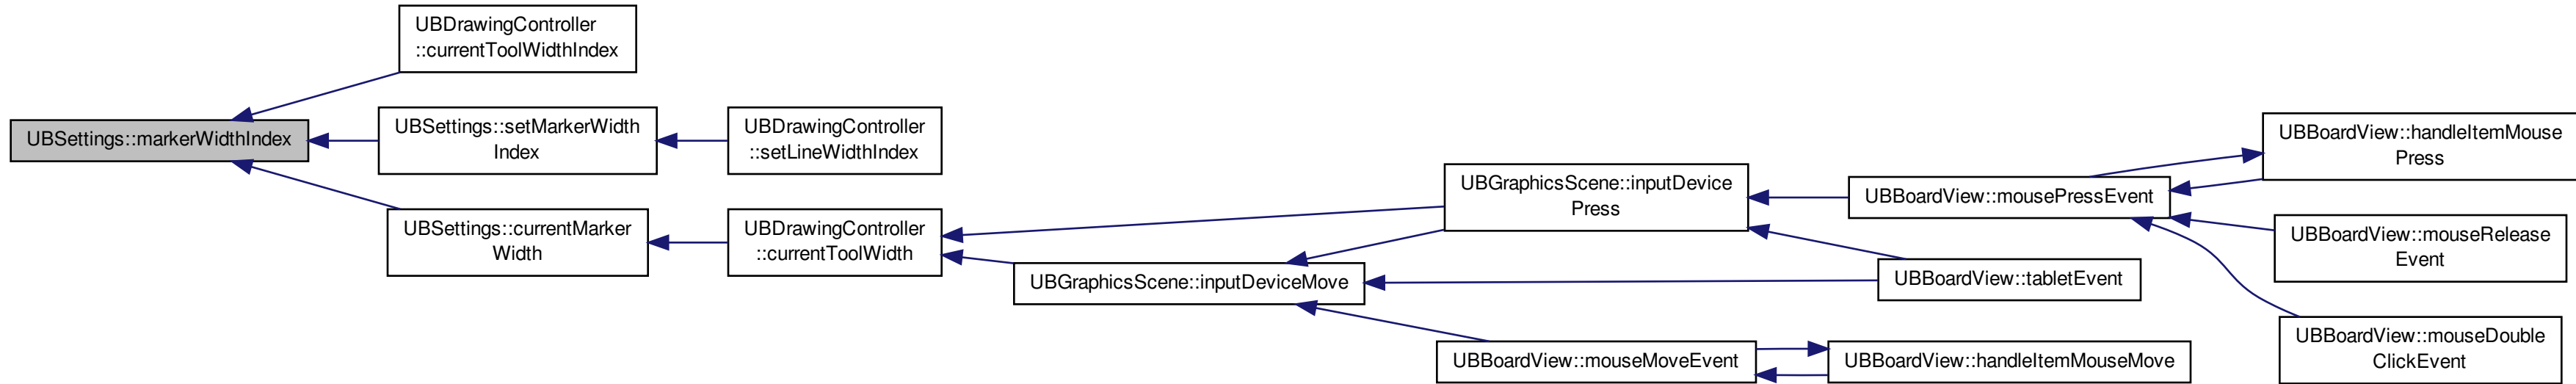 UBSettings::markerWidthIndex
UBDrawingController
::currentToolWidthIndex
UBSettings::setMarkerWidth
Index
UBDrawingController
::setLineWidthIndex
UBSettings::currentMarker
Width
UBDrawingController
::currentToolWidth
UBGraphicsScene::inputDevice
Press
UBGraphicsScene::inputDeviceMove
UBBoardView::mousePressEvent
UBBoardView::tabletEvent
UBBoardView::mouseMoveEvent
UBBoardView::handleItemMouseMove
UBBoardView::handleItemMouse
Press
UBBoardView::mouseRelease
Event
UBBoardView::mouseDouble
ClickEvent